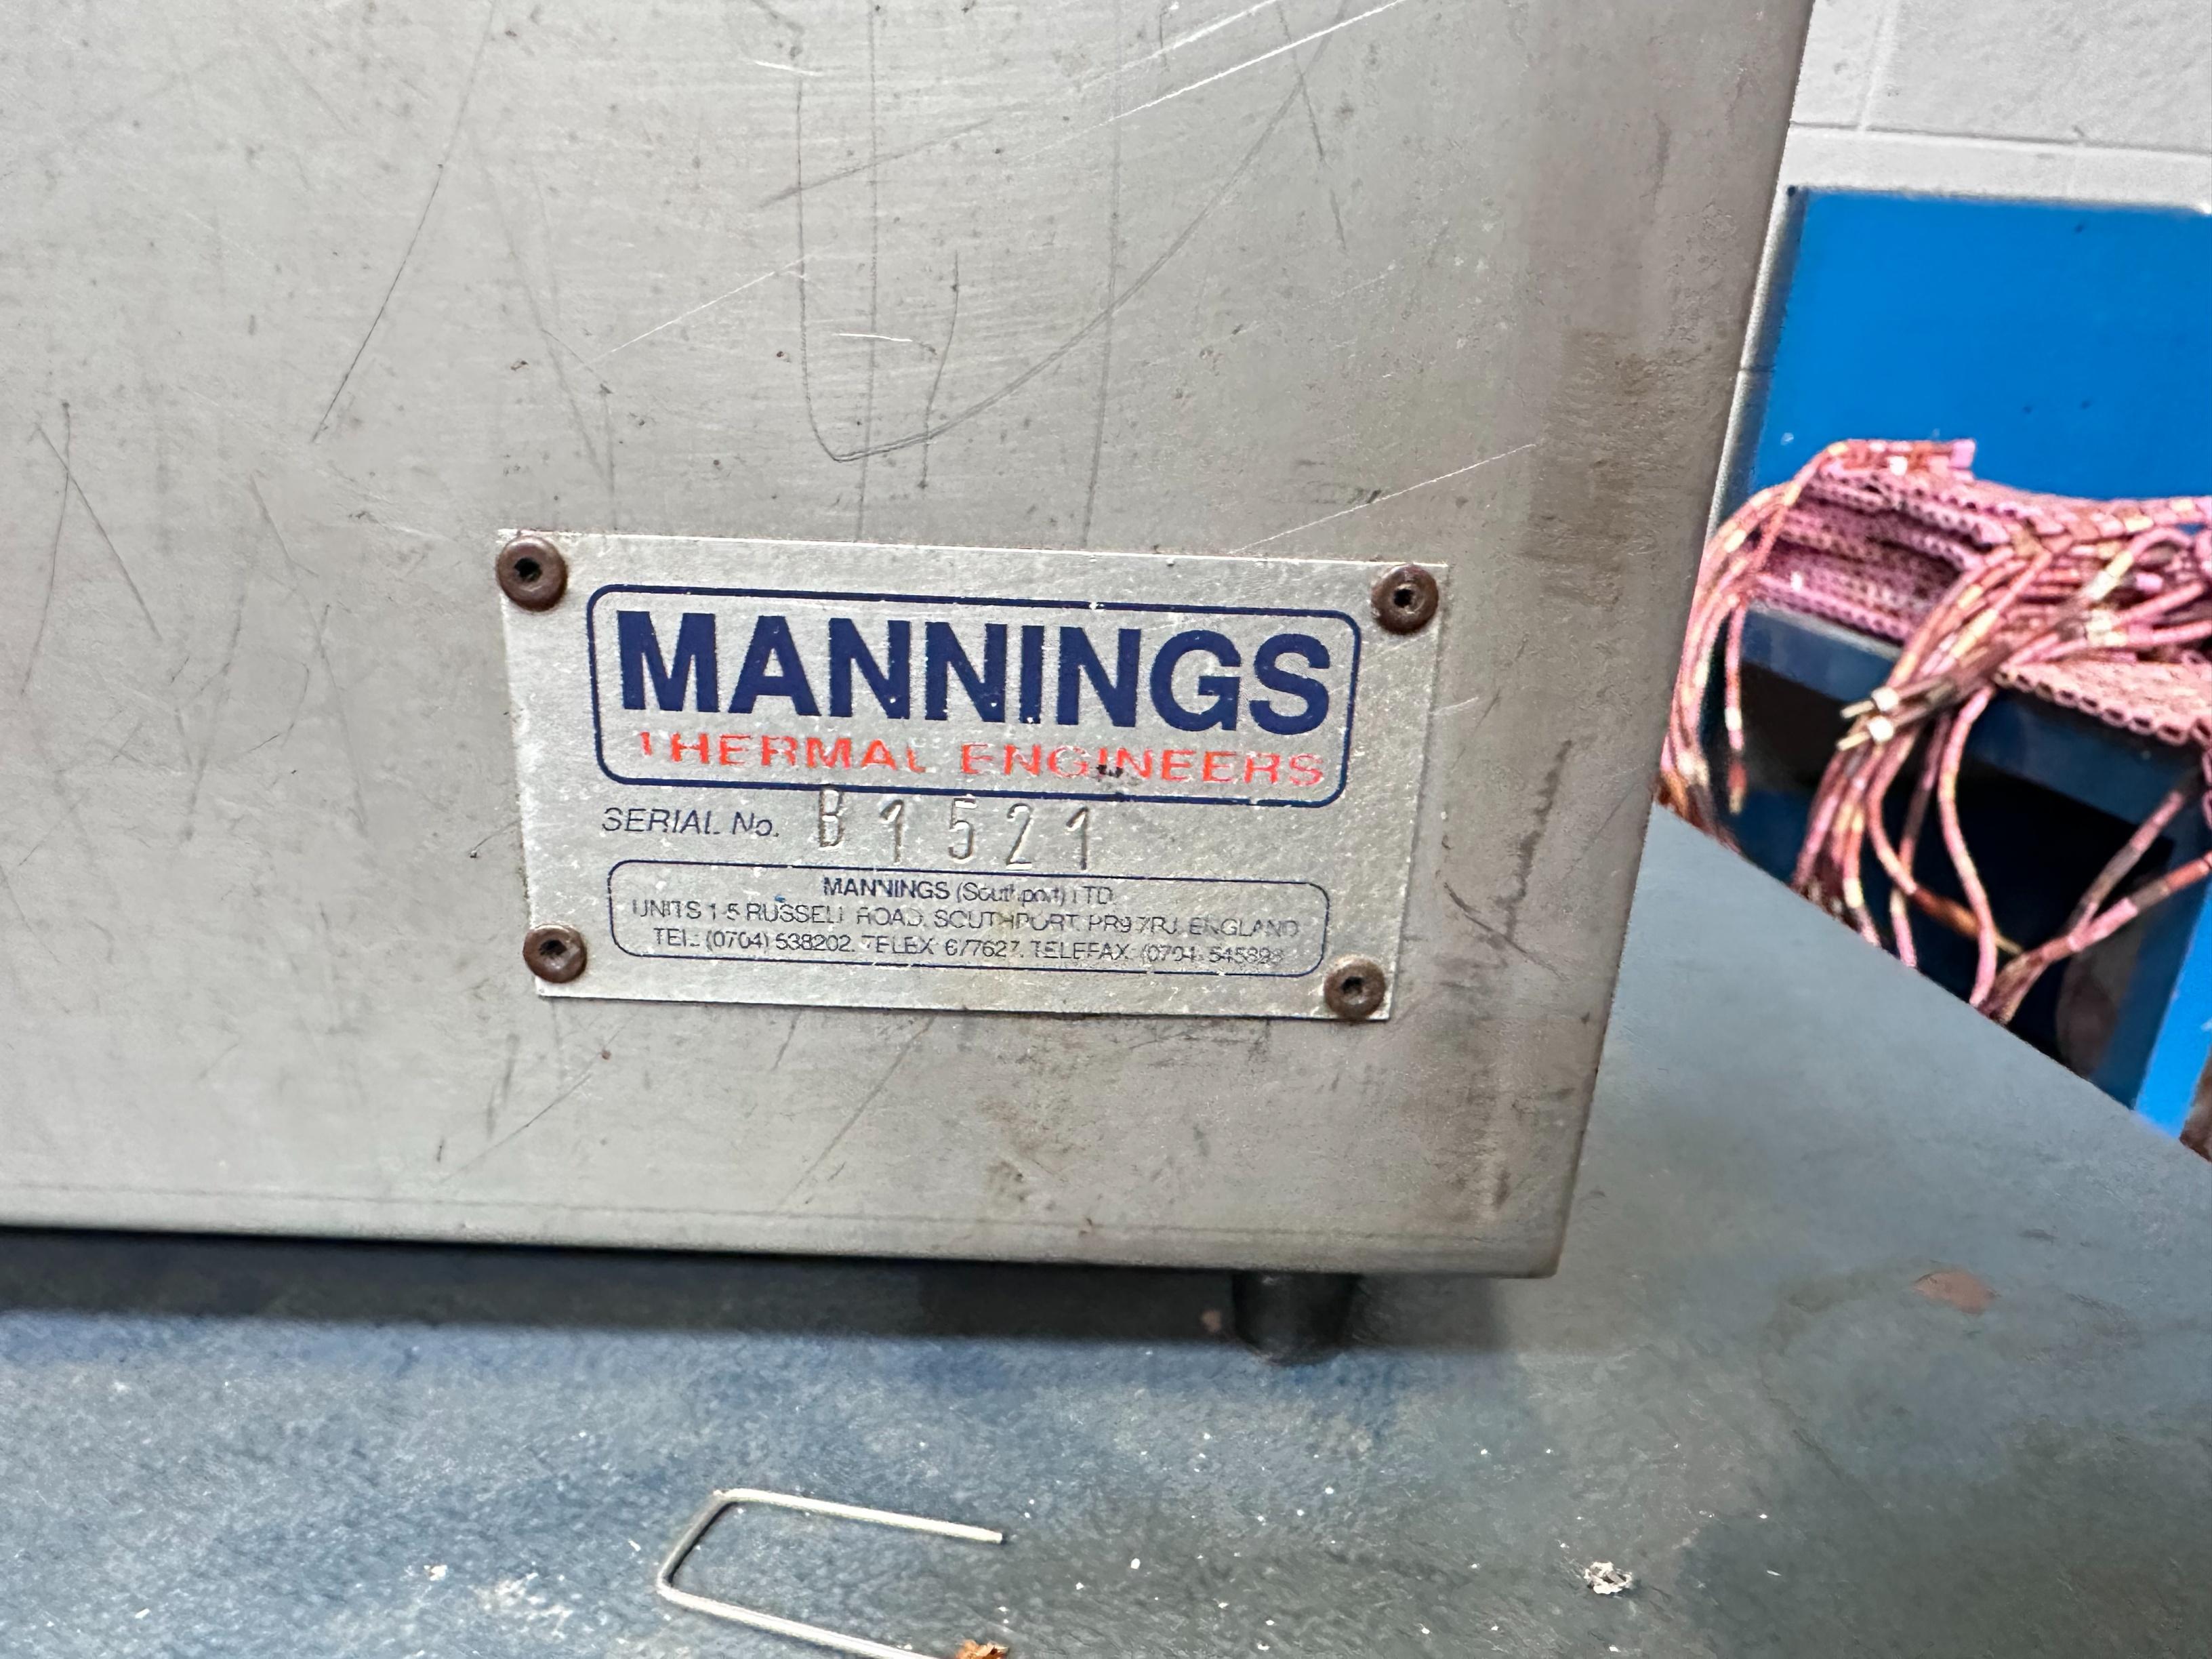 MANNINGS
THERMAL ENGINEERS
SERIAL No. B 1521
MANNINGS (Southport) LTD.
UNITS 1-5 RUSSELL ROAD, SOUTHPORT, PR9 7RJ, ENGLAND
TEL: (0704) 538202. TELEX 677627. TELEFAX (0704)